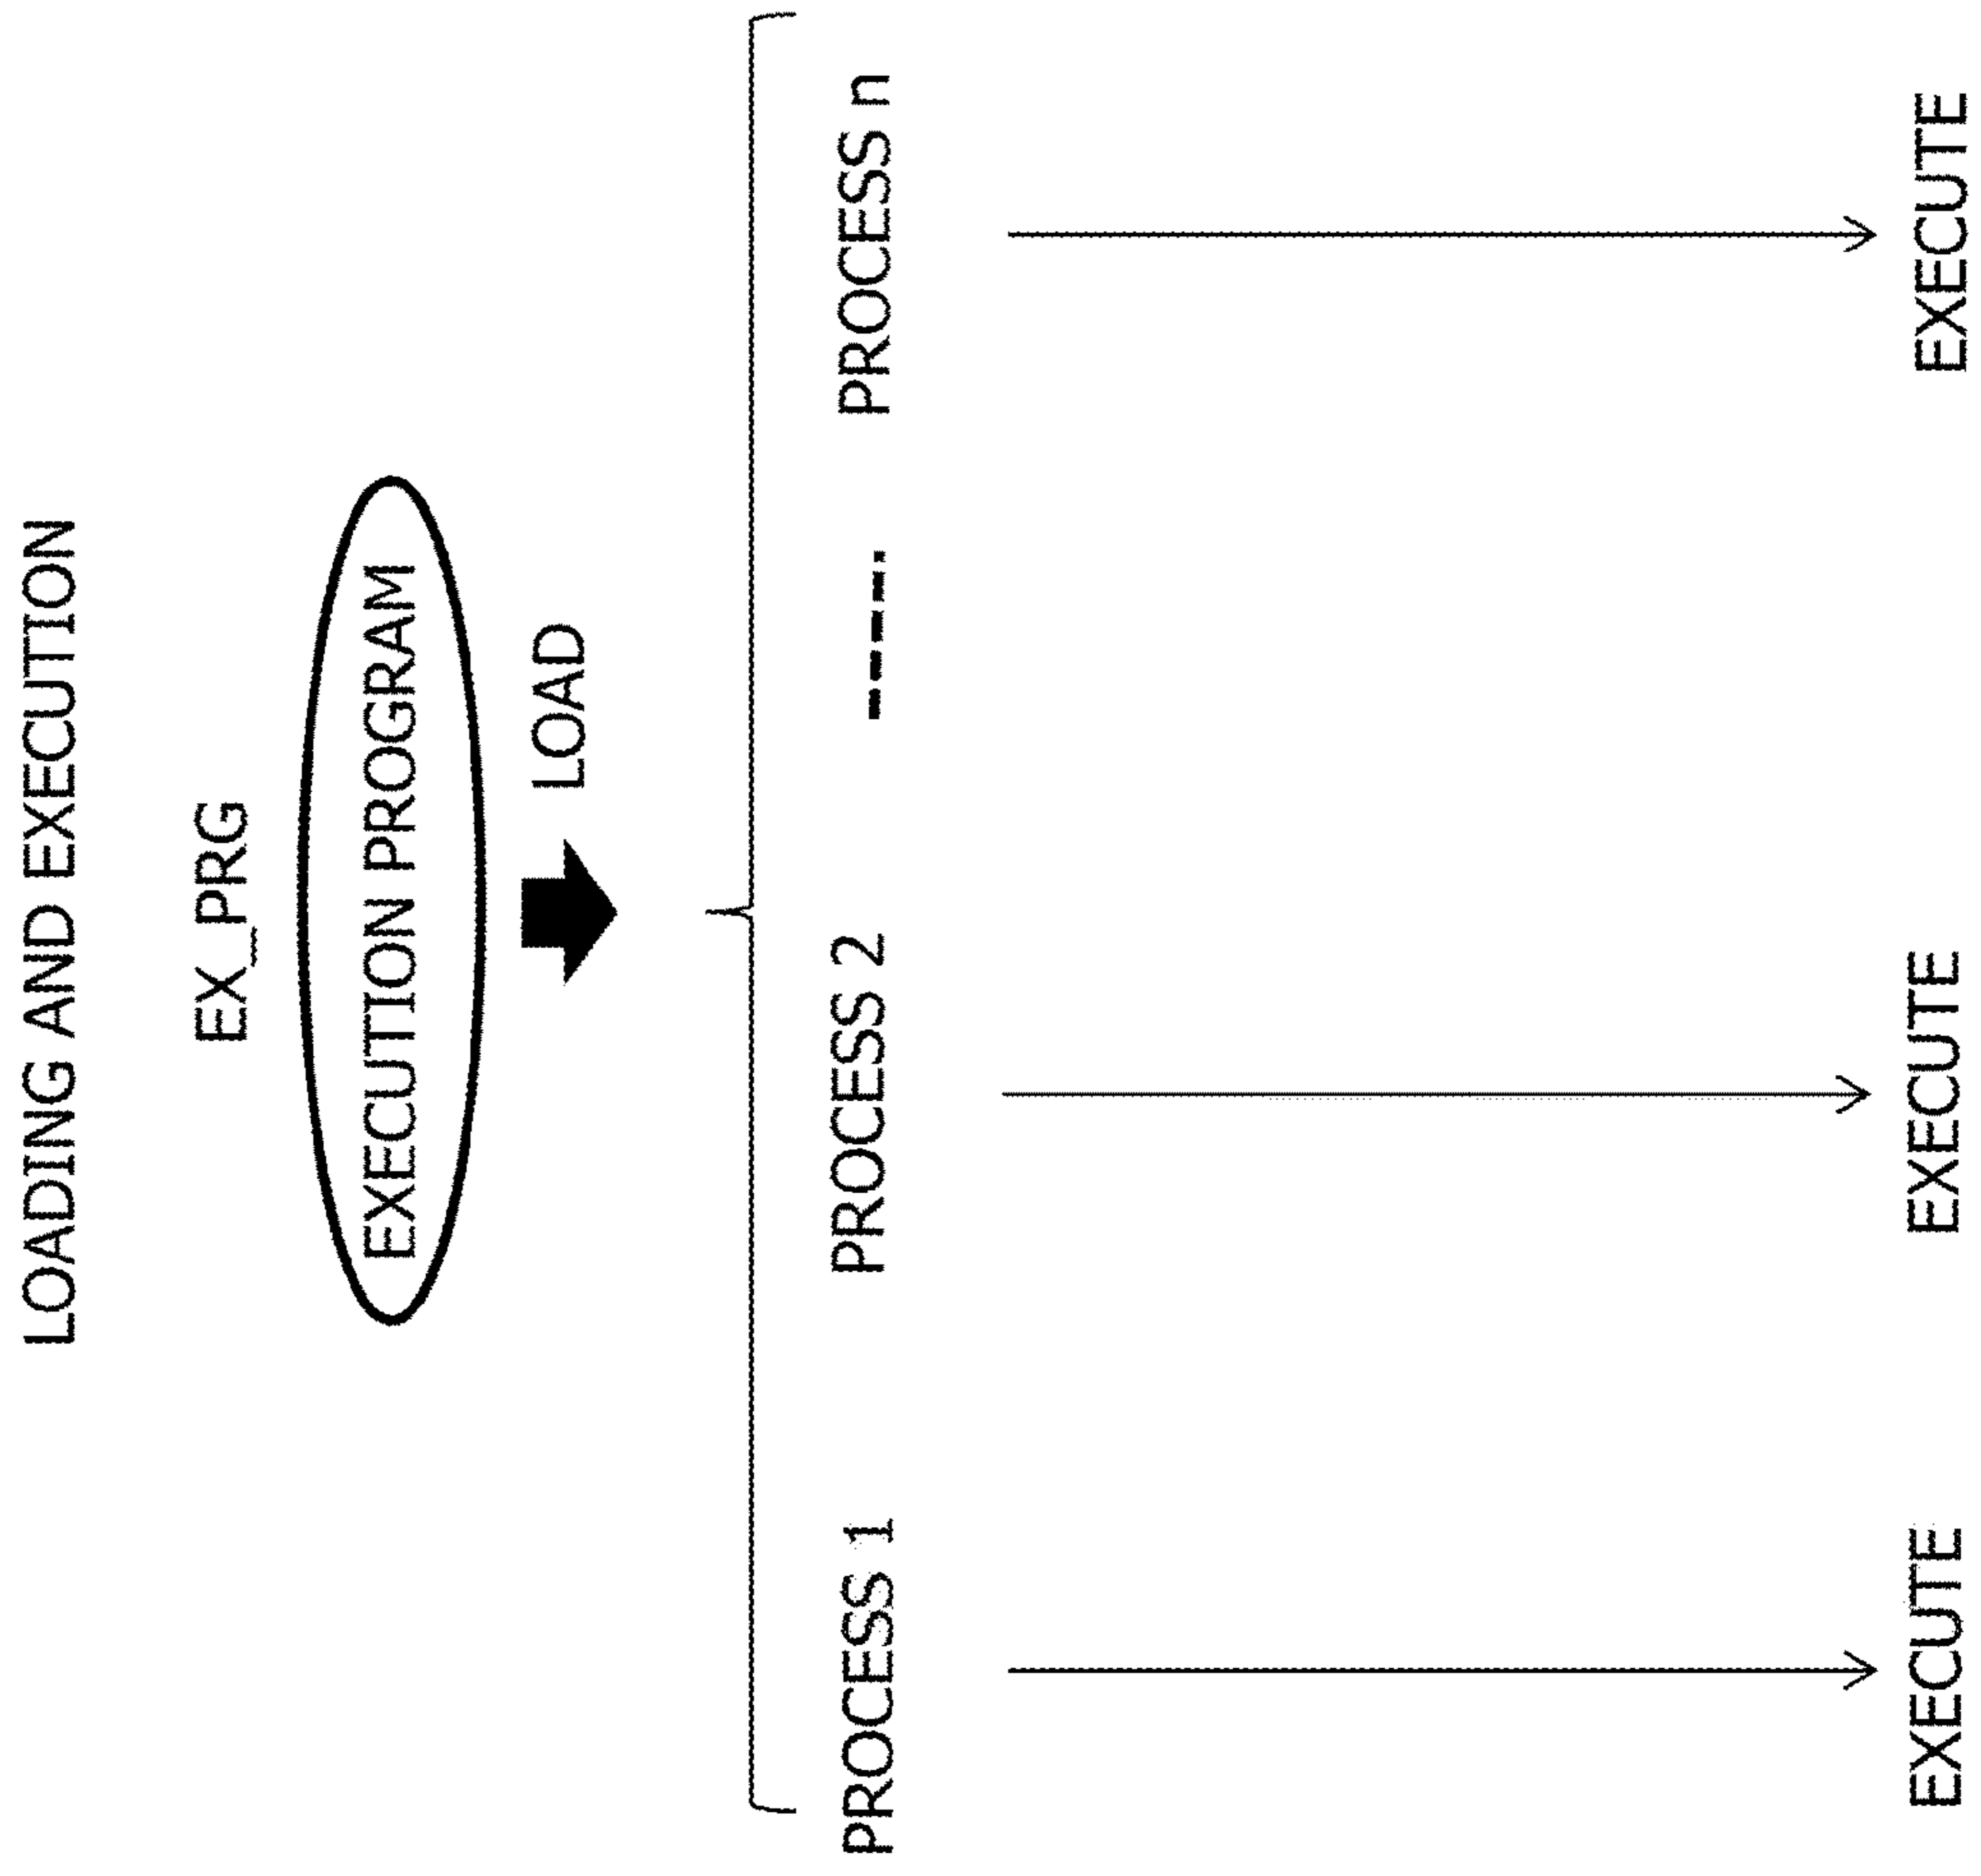 LOADING AND EXECUTION
EX_PRG
EXECUTION PROGRAM
LOAD
PROCESS 1 PROCESS 2 PROCESS n
EXECUTE EXECUTE EXECUTE